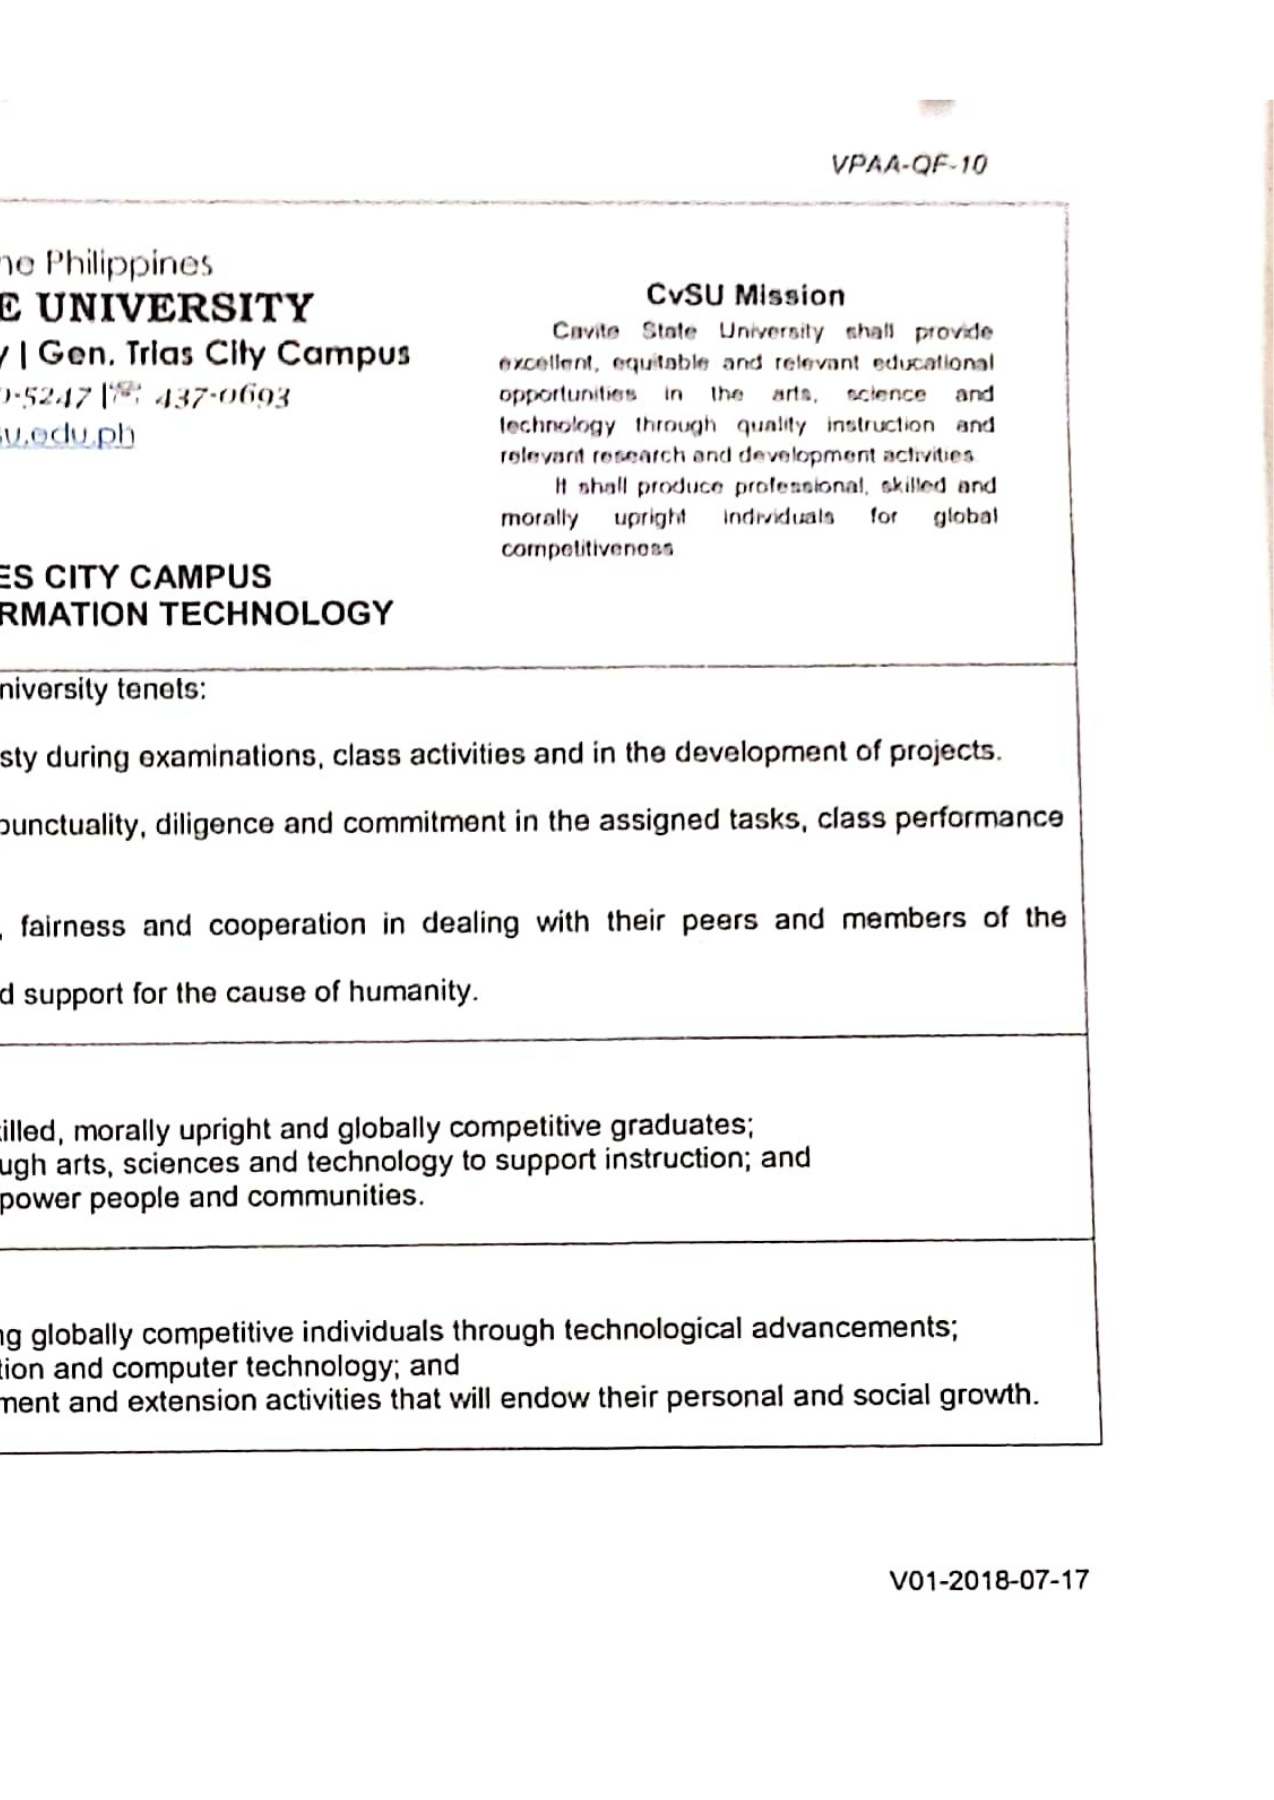 VPAA-QF-10
he Philippines
E UNIVERSITY
y | Gen. Trias City Campus
0-5247 |☏ 437-0693
su.edu.ph
ES CITY CAMPUS
RMATION TECHNOLOGY
CvSU Mission
Cavite State University shall provide
excellent, equitable and relevant educational
opportunities in the arts, science and
technology through quality instruction and
relevant research and development activities.
It shall produce professional, skilled and
morally upright individuals for global
competitiveness
niversity tenets:
sty during examinations, class activities and in the development of projects.
punctuality, diligence and commitment in the assigned tasks, class performance
, fairness and cooperation in dealing with their peers and members of the
d support for the cause of humanity.
illed, morally upright and globally competitive graduates;
ugh arts, sciences and technology to support instruction; and
power people and communities.
ng globally competitive individuals through technological advancements;
tion and computer technology; and
ment and extension activities that will endow their personal and social growth.
V01-2018-07-17